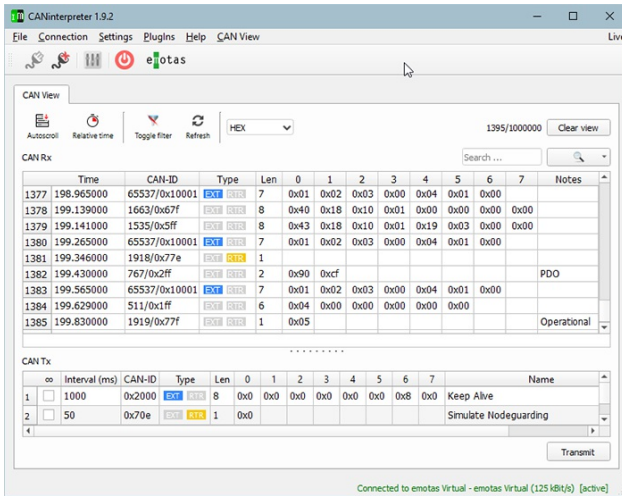 CANinterpreter 1.9.2
File Connection Settings PlugIns Help CAN View Live
emotas
CAN View
Autoscroll Relative time Toggle filter Refresh HEX 1395/1000000 Clear view
CAN Rx Search ...
Time CAN-ID Type Len 0 1 2 3 4 5 6 7 Notes
1377 198.965000 65537/0x10001 EXT RTR 7 0x01 0x02 0x03 0x00 0x04 0x01 0x00
1378 199.139000 1663/0x67f EXT RTR 8 0x40 0x18 0x10 0x01 0x00 0x00 0x00 0x00
1379 199.141000 1535/0x5ff EXT RTR 8 0x43 0x18 0x10 0x01 0x19 0x03 0x00 0x00
1380 199.265000 65537/0x10001 EXT RTR 7 0x01 0x02 0x03 0x00 0x04 0x01 0x00
1381 199.346000 1918/0x77e EXT RTR 1
1382 199.430000 767/0x2ff EXT RTR 2 0x90 0xcf PDO
1383 199.565000 65537/0x10001 EXT RTR 7 0x01 0x02 0x03 0x00 0x04 0x01 0x00
1384 199.629000 511/0x1ff EXT RTR 6 0x04 0x00 0x00 0x00 0x00 0x00
1385 199.830000 1919/0x77f EXT RTR 1 0x05 Operational
CAN Tx
∞ Interval (ms) CAN-ID Type Len 0 1 2 3 4 5 6 7 Name
1 1000 0x2000 EXT RTR 8 0x0 0x0 0x0 0x0 0x0 0x0 0x8 0x0 Keep Alive
2 50 0x70e EXT RTR 1 0x0 Simulate Nodeguarding
Transmit
Connected to emotas Virtual - emotas Virtual (125 kBit/s) [active]